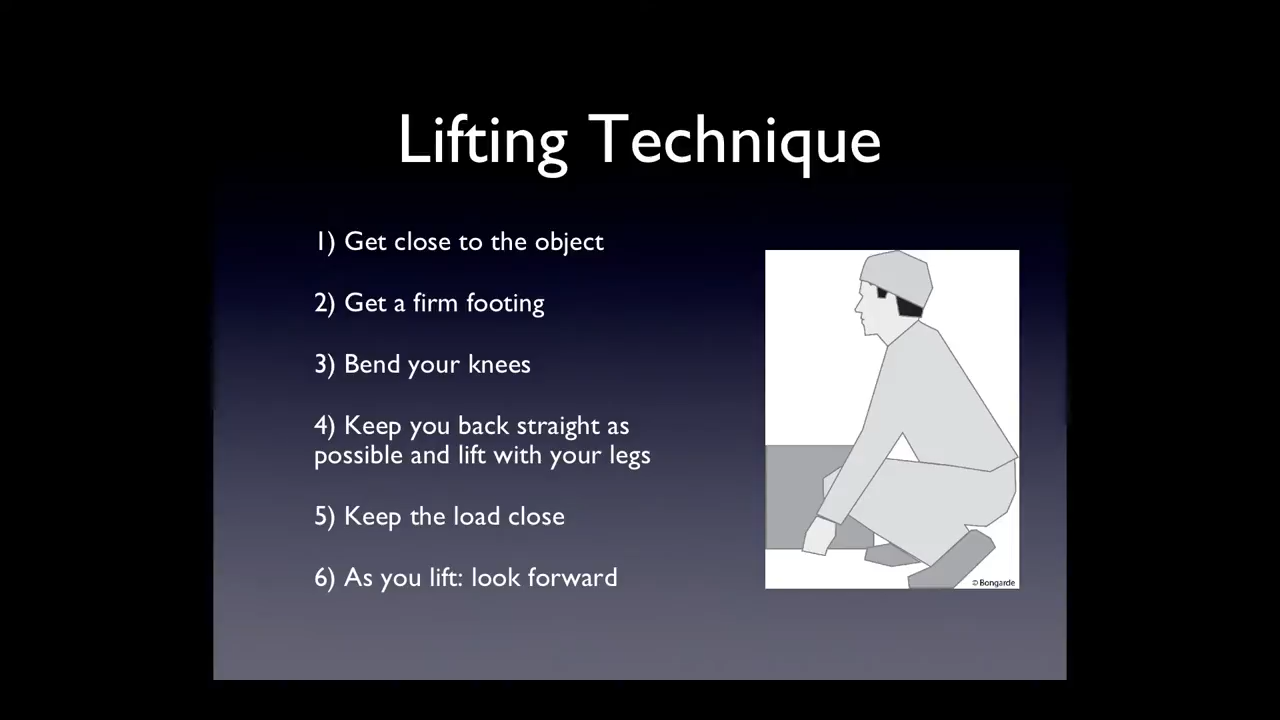 Lifting Technique
1) Get close to the object
2) Get a firm footing
3) Bend your knees
4) Keep you back straight as
possible and lift with your legs
5) Keep the load close
6) As you lift: look forward
© Bongarde